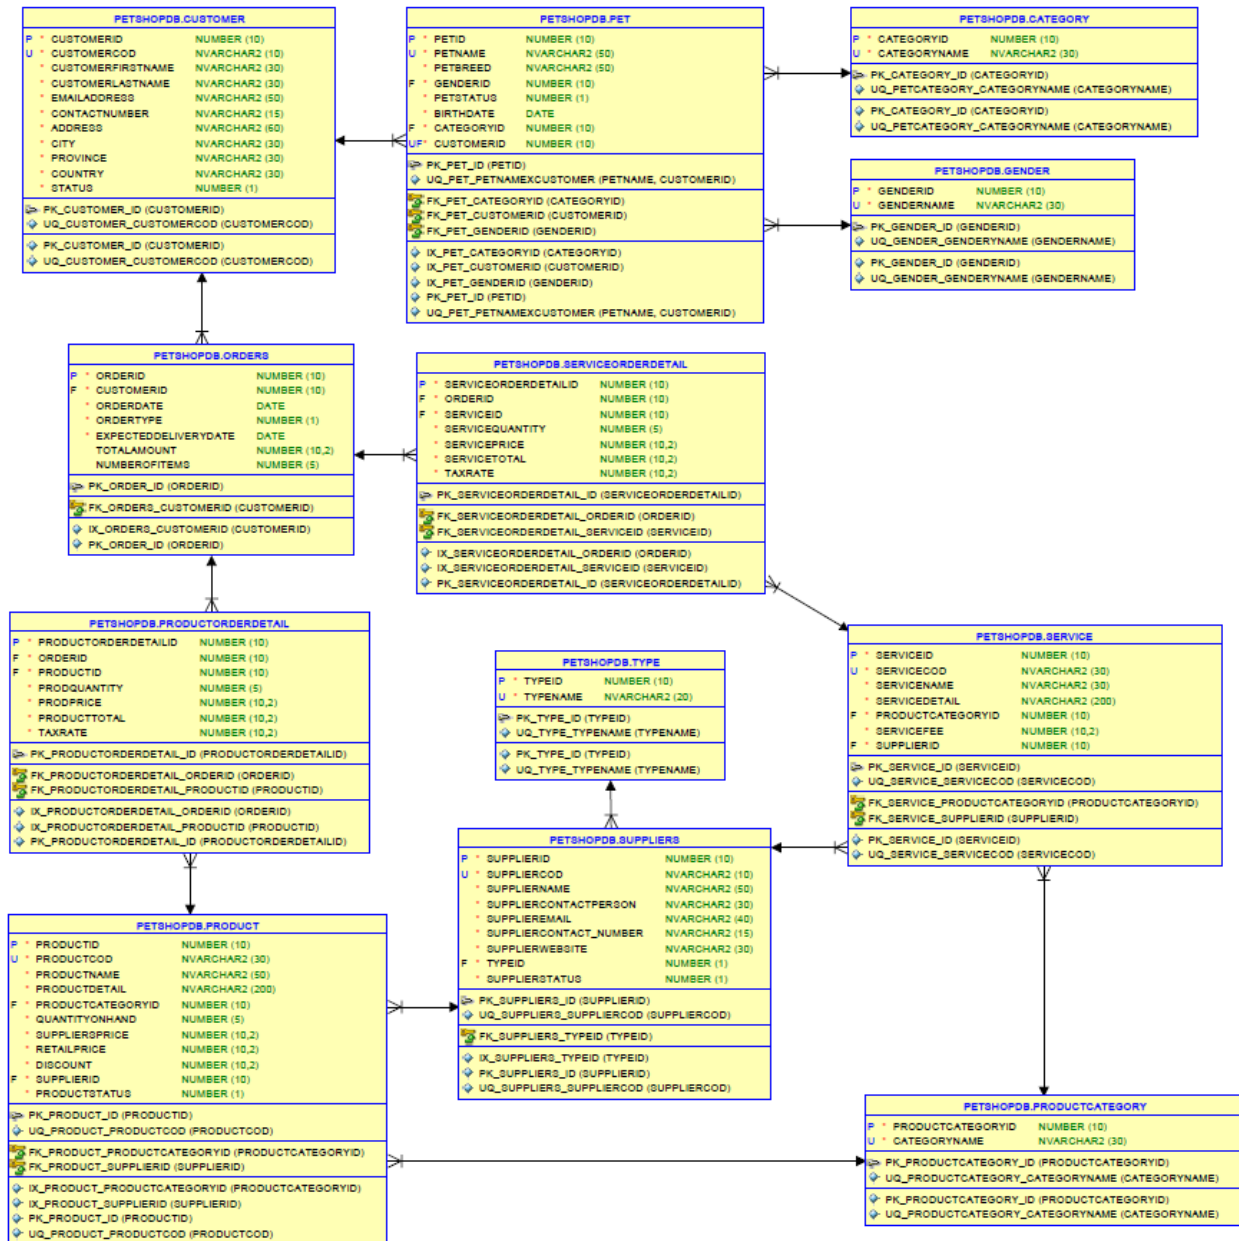 PETSHOPDB.CUSTOMER
P * CUSTOMERID NUMBER (10)
U * CUSTOMERCOD NVARCHAR2 (10)
* CUSTOMERFIRSTNAME NVARCHAR2 (30)
* CUSTOMERLASTNAME NVARCHAR2 (30)
* EMAILADDRESS NVARCHAR2 (50)
* CONTACTNUMBER NVARCHAR2 (15)
* ADDRESS NVARCHAR2 (60)
* CITY NVARCHAR2 (30)
* PROVINCE NVARCHAR2 (30)
* COUNTRY NVARCHAR2 (30)
* STATUS NUMBER (1)
PK_CUSTOMER_ID (CUSTOMERID)
UQ_CUSTOMER_CUSTOMERCOD (CUSTOMERCOD)
PK_CUSTOMER_ID (CUSTOMERID)
UQ_CUSTOMER_CUSTOMERCOD (CUSTOMERCOD)
PETSHOPDB.PET
P * PETID NUMBER (10)
U * PETNAME NVARCHAR2 (50)
* PETBREED NVARCHAR2 (50)
F * GENDERID NUMBER (10)
* PETSTATUS NUMBER (1)
* BIRTHDATE DATE
F * CATEGORYID NUMBER (10)
UF* CUSTOMERID NUMBER (10)
PK_PET_ID (PETID)
UQ_PET_PETNAMEXCUSTOMER (PETNAME, CUSTOMERID)
FK_PET_CATEGORYID (CATEGORYID)
FK_PET_CUSTOMERID (CUSTOMERID)
FK_PET_GENDERID (GENDERID)
IX_PET_CATEGORYID (CATEGORYID)
IX_PET_CUSTOMERID (CUSTOMERID)
IX_PET_GENDERID (GENDERID)
PK_PET_ID (PETID)
UQ_PET_PETNAMEXCUSTOMER (PETNAME, CUSTOMERID)
PETSHOPDB.CATEGORY
P * CATEGORYID NUMBER (10)
U * CATEGORYNAME NVARCHAR2 (30)
PK_CATEGORY_ID (CATEGORYID)
UQ_PETCATEGORY_CATEGORYNAME (CATEGORYNAME)
PK_CATEGORY_ID (CATEGORYID)
UQ_PETCATEGORY_CATEGORYNAME (CATEGORYNAME)
PETSHOPDB.GENDER
P * GENDERID NUMBER (10)
U * GENDERNAME NVARCHAR2 (30)
PK_GENDER_ID (GENDERID)
UQ_GENDER_GENDERYNAME (GENDERNAME)
PK_GENDER_ID (GENDERID)
UQ_GENDER_GENDERYNAME (GENDERNAME)
PETSHOPDB.ORDERS
P * ORDERID NUMBER (10)
F * CUSTOMERID NUMBER (10)
* ORDERDATE DATE
* ORDERTYPE NUMBER (1)
* EXPECTEDDELIVERYDATE DATE
TOTALAMOUNT NUMBER (10,2)
NUMBEROFITEMS NUMBER (5)
PK_ORDER_ID (ORDERID)
FK_ORDERS_CUSTOMERID (CUSTOMERID)
IX_ORDERS_CUSTOMERID (CUSTOMERID)
PK_ORDER_ID (ORDERID)
PETSHOPDB.SERVICEORDERDETAIL
P * SERVICEORDERDETAILID NUMBER (10)
F * ORDERID NUMBER (10)
F * SERVICEID NUMBER (10)
* SERVICEQUANTITY NUMBER (5)
* SERVICEPRICE NUMBER (10,2)
* SERVICETOTAL NUMBER (10,2)
* TAXRATE NUMBER (10,2)
PK_SERVICEORDERDETAIL_ID (SERVICEORDERDETAILID)
FK_SERVICEORDERDETAIL_ORDERID (ORDERID)
FK_SERVICEORDERDETAIL_SERVICEID (SERVICEID)
IX_SERVICEORDERDETAIL_ORDERID (ORDERID)
IX_SERVICEORDERDETAIL_SERVICEID (SERVICEID)
PK_SERVICEORDERDETAIL_ID (SERVICEORDERDETAILID)
PETSHOPDB.PRODUCTORDERDETAIL
P * PRODUCTORDERDETAILID NUMBER (10)
F * ORDERID NUMBER (10)
F * PRODUCTID NUMBER (10)
* PRODQUANTITY NUMBER (5)
* PRODPRICE NUMBER (10,2)
* PRODUCTTOTAL NUMBER (10,2)
* TAXRATE NUMBER (10,2)
PK_PRODUCTORDERDETAIL_ID (PRODUCTORDERDETAILID)
FK_PRODUCTORDERDETAIL_ORDERID (ORDERID)
FK_PRODUCTORDERDETAIL_PRODUCTID (PRODUCTID)
IX_PRODUCTORDERDETAIL_ORDERID (ORDERID)
IX_PRODUCTORDERDETAIL_PRODUCTID (PRODUCTID)
PK_PRODUCTORDERDETAIL_ID (PRODUCTORDERDETAILID)
PETSHOPDB.TYPE
P * TYPEID NUMBER (10)
U * TYPENAME NVARCHAR2 (20)
PK_TYPE_ID (TYPEID)
UQ_TYPE_TYPENAME (TYPENAME)
PK_TYPE_ID (TYPEID)
UQ_TYPE_TYPENAME (TYPENAME)
PETSHOPDB.SERVICE
P * SERVICEID NUMBER (10)
U * SERVICECOD NVARCHAR2 (30)
* SERVICENAME NVARCHAR2 (30)
* SERVICEDETAIL NVARCHAR2 (200)
F * PRODUCTCATEGORYID NUMBER (10)
* SERVICEFEE NUMBER (10,2)
F * SUPPLIERID NUMBER (10)
PK_SERVICE_ID (SERVICEID)
UQ_SERVICE_SERVICECOD (SERVICECOD)
FK_SERVICE_PRODUCTCATEGORYID (PRODUCTCATEGORYID)
FK_SERVICE_SUPPLIERID (SUPPLIERID)
PK_SERVICE_ID (SERVICEID)
UQ_SERVICE_SERVICECOD (SERVICECOD)
PETSHOPDB.SUPPLIERS
P * SUPPLIERID NUMBER (10)
U * SUPPLIERCOD NVARCHAR2 (10)
* SUPPLIERNAME NVARCHAR2 (50)
* SUPPLIERCONTACTPERSON NVARCHAR2 (30)
* SUPPLIEREMAIL NVARCHAR2 (40)
* SUPPLIERCONTACT_NUMBER NVARCHAR2 (15)
* SUPPLIERWEBSITE NVARCHAR2 (30)
F * TYPEID NUMBER (1)
* SUPPLIERSTATUS NUMBER (1)
PK_SUPPLIERS_ID (SUPPLIERID)
UQ_SUPPLIERS_SUPPLIERCOD (SUPPLIERCOD)
FK_SUPPLIERS_TYPEID (TYPEID)
IX_SUPPLIERS_TYPEID (TYPEID)
PK_SUPPLIERS_ID (SUPPLIERID)
UQ_SUPPLIERS_SUPPLIERCOD (SUPPLIERCOD)
PETSHOPDB.PRODUCT
P * PRODUCTID NUMBER (10)
U * PRODUCTCOD NVARCHAR2 (30)
* PRODUCTNAME NVARCHAR2 (50)
* PRODUCTDETAIL NVARCHAR2 (200)
F * PRODUCTCATEGORYID NUMBER (10)
* QUANTITYONHAND NUMBER (5)
* SUPPLIERSPRICE NUMBER (10,2)
* RETAILPRICE NUMBER (10,2)
* DISCOUNT NUMBER (10,2)
F * SUPPLIERID NUMBER (10)
* PRODUCTSTATUS NUMBER (1)
PK_PRODUCT_ID (PRODUCTID)
UQ_PRODUCT_PRODUCTCOD (PRODUCTCOD)
FK_PRODUCT_PRODUCTCATEGORYID (PRODUCTCATEGORYID)
FK_PRODUCT_SUPPLIERID (SUPPLIERID)
IX_PRODUCT_PRODUCTCATEGORYID (PRODUCTCATEGORYID)
IX_PRODUCT_SUPPLIERID (SUPPLIERID)
PK_PRODUCT_ID (PRODUCTID)
UQ_PRODUCT_PRODUCTCOD (PRODUCTCOD)
PETSHOPDB.PRODUCTCATEGORY
P * PRODUCTCATEGORYID NUMBER (10)
U * CATEGORYNAME NVARCHAR2 (30)
PK_PRODUCTCATEGORY_ID (PRODUCTCATEGORYID)
UQ_PRODUCTCATEGORY_CATEGORYNAME (CATEGORYNAME)
PK_PRODUCTCATEGORY_ID (PRODUCTCATEGORYID)
UQ_PRODUCTCATEGORY_CATEGORYNAME (CATEGORYNAME)